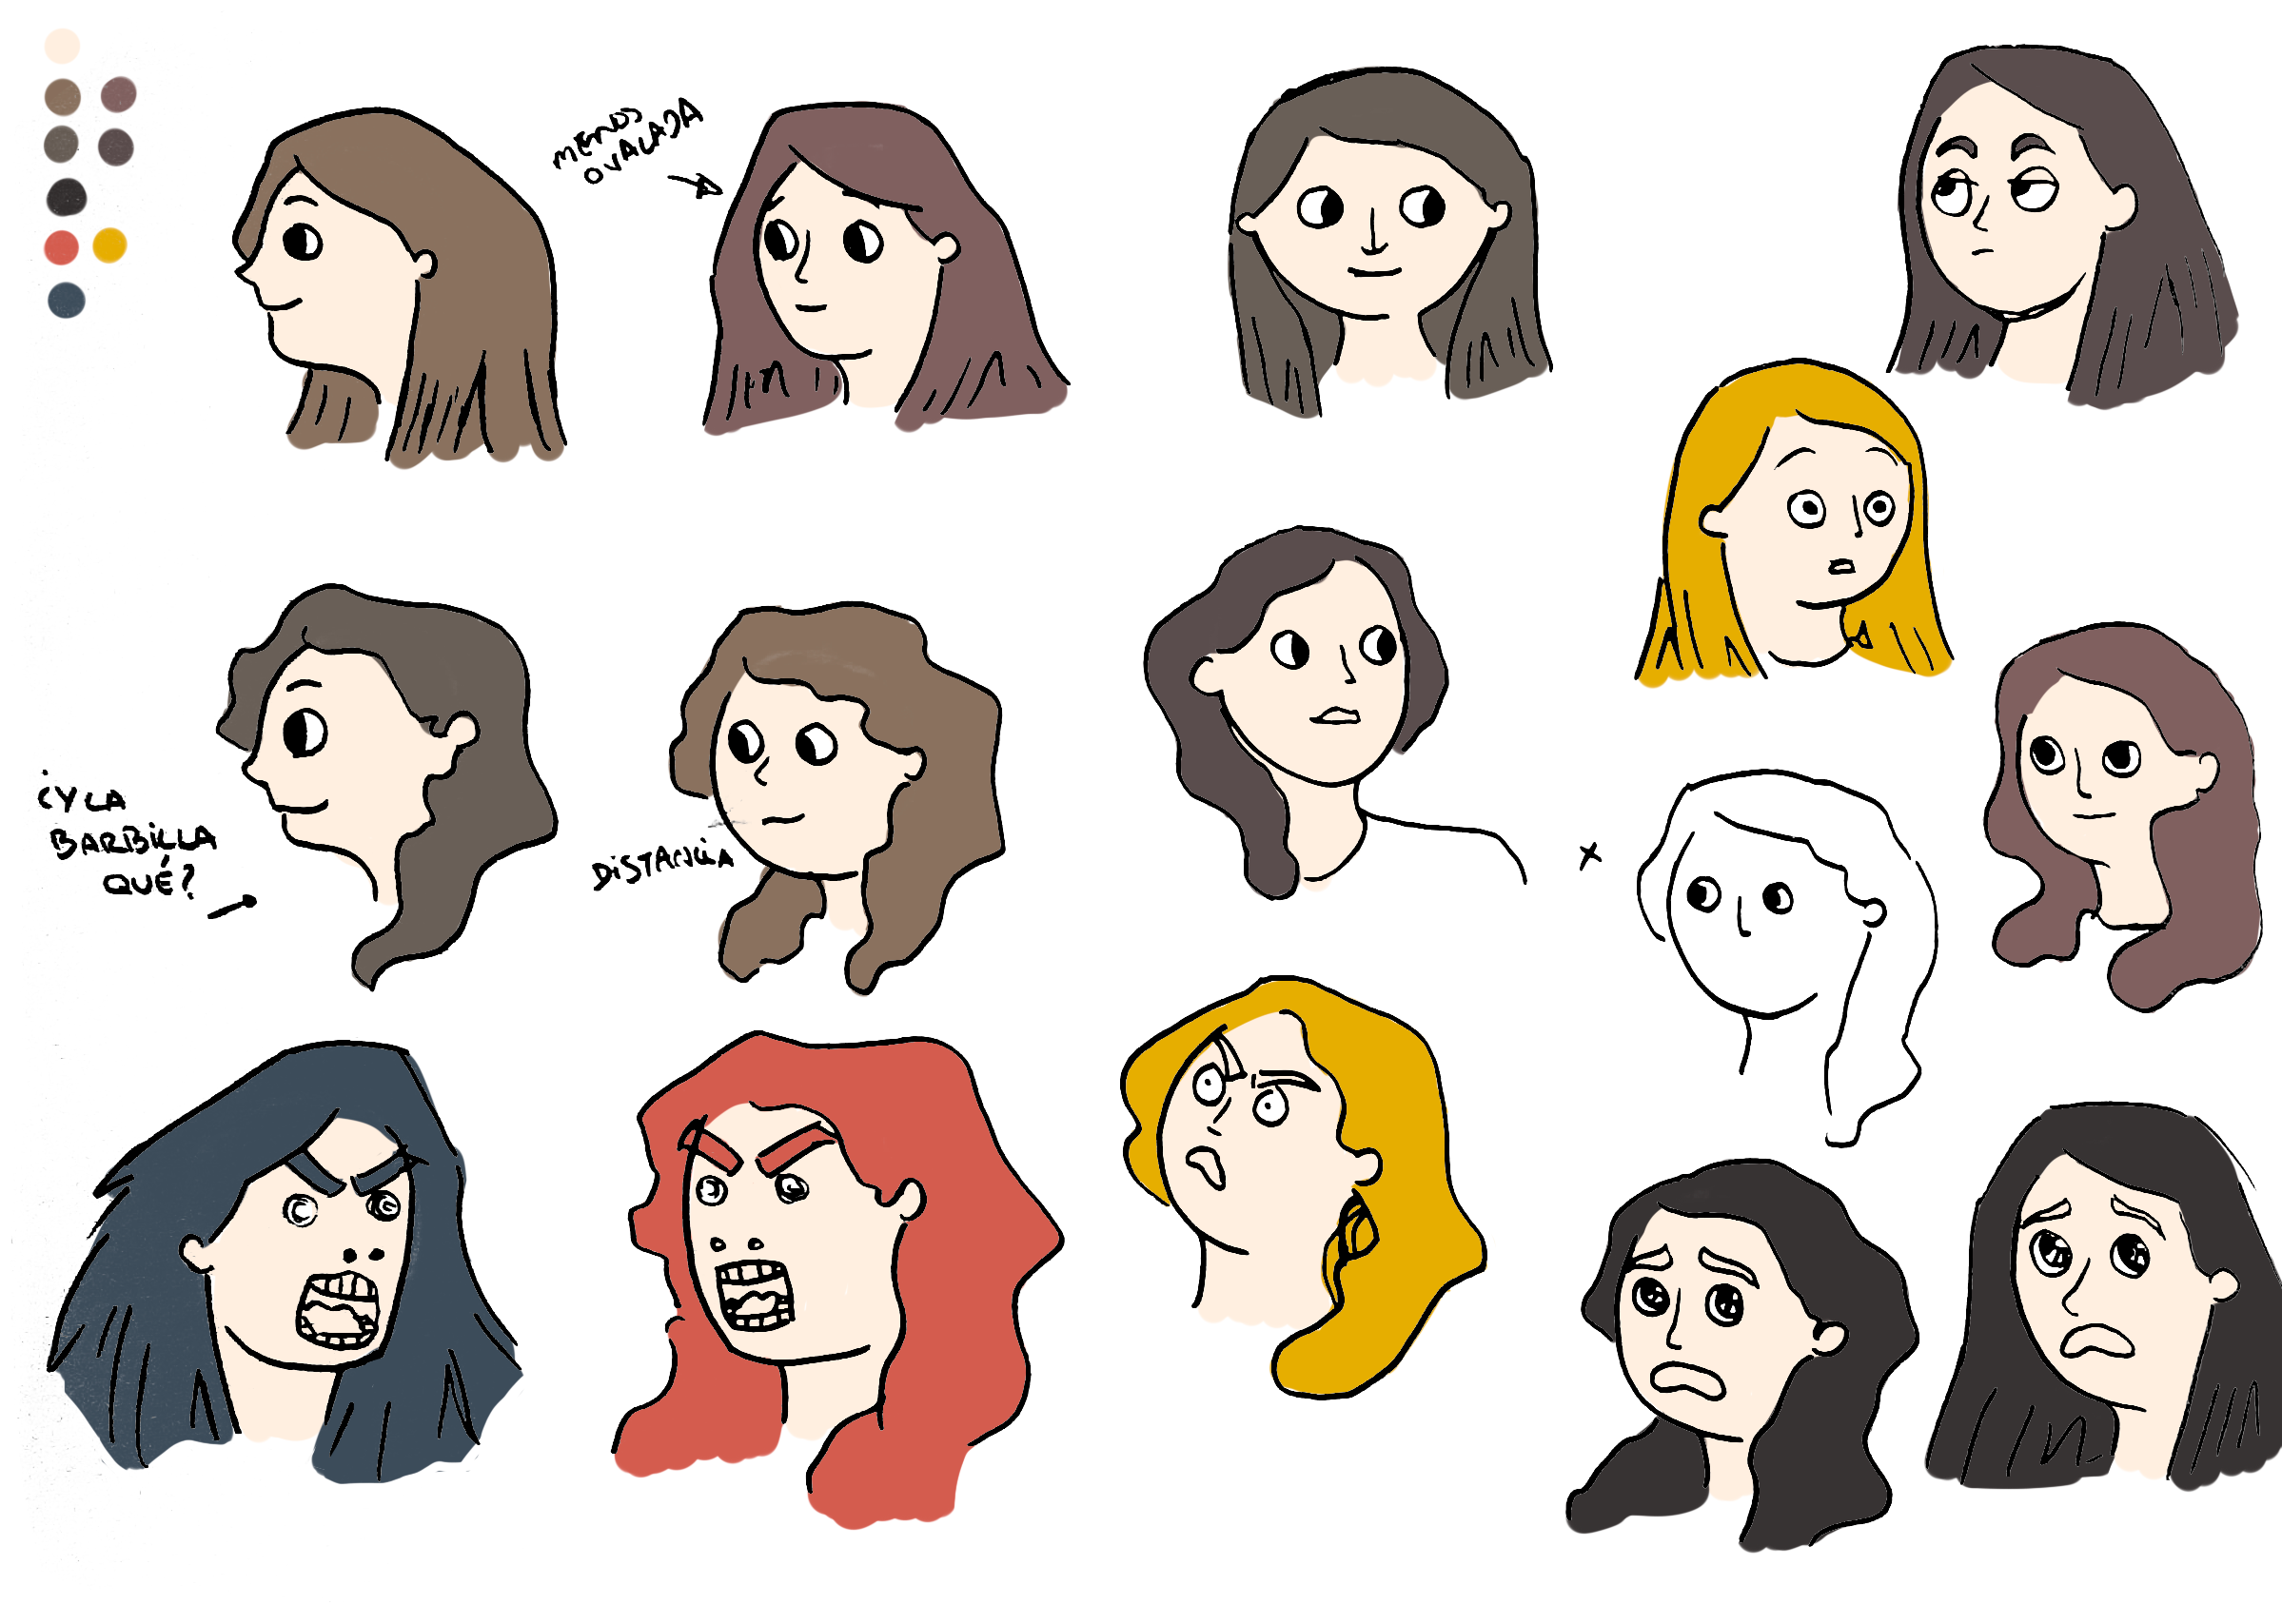 MENOS
OVALADA
¿Y LA
BARBILLA
QUÉ?
DISTANCIA
X